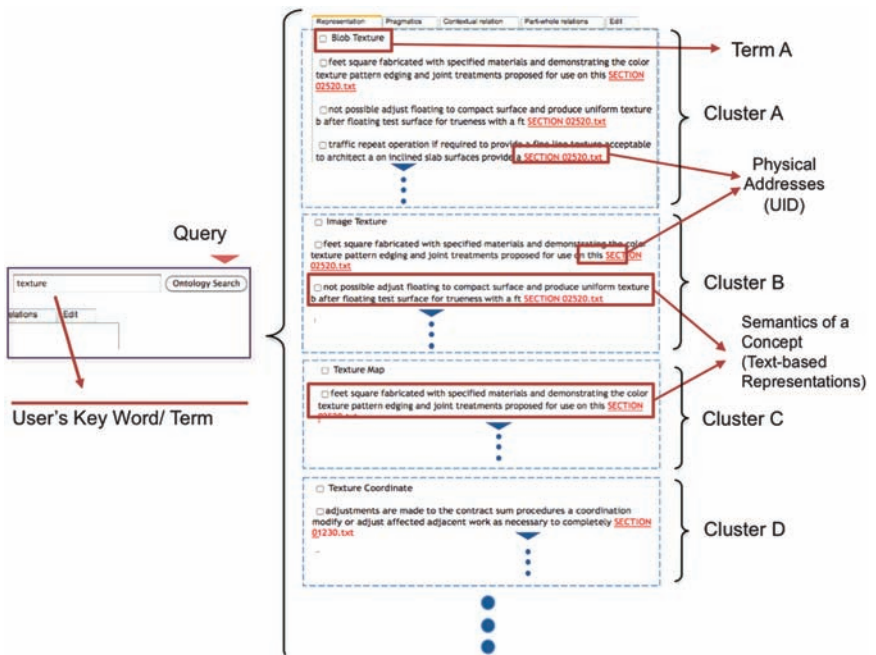 Representation Pragmatics Contextual relation Part-whole relations Edit
Blob Texture
feet square fabricated with specified materials and demonstrating the color
texture pattern edging and joint treatments proposed for use on this SECTION
02520.txt
not possible adjust floating to compact surface and produce uniform texture
b after floating test surface for trueness with a ft SECTION 02520.txt
traffic repeat operation if required to provide a fine line texture acceptable
to architect a on inclined slab surfaces provide a SECTION 02520.txt
Term A
Cluster A
Physical
Addresses
(UID)
Image Texture
feet square fabricated with specified materials and demonstrating the color
texture pattern edging and joint treatments proposed for use on this SECTION
02520.txt
not possible adjust floating to compact surface and produce uniform texture
b after floating test surface for trueness with a ft SECTION 02520.txt
Cluster B
Semantics of a
Concept
(Text-based
Representations)
Query
texture Ontology Search
elations Edit
User's Key Word/ Term
Texture Map
feet square fabricated with specified materials and demonstrating the color
texture pattern edging and joint treatments proposed for use on this SECTION
02520.txt
Cluster C
Texture Coordinate
adjustments are made to the contract sum procedures a coordination
modify or adjust affected adjacent work as necessary to completely SECTION
01230.txt
Cluster D